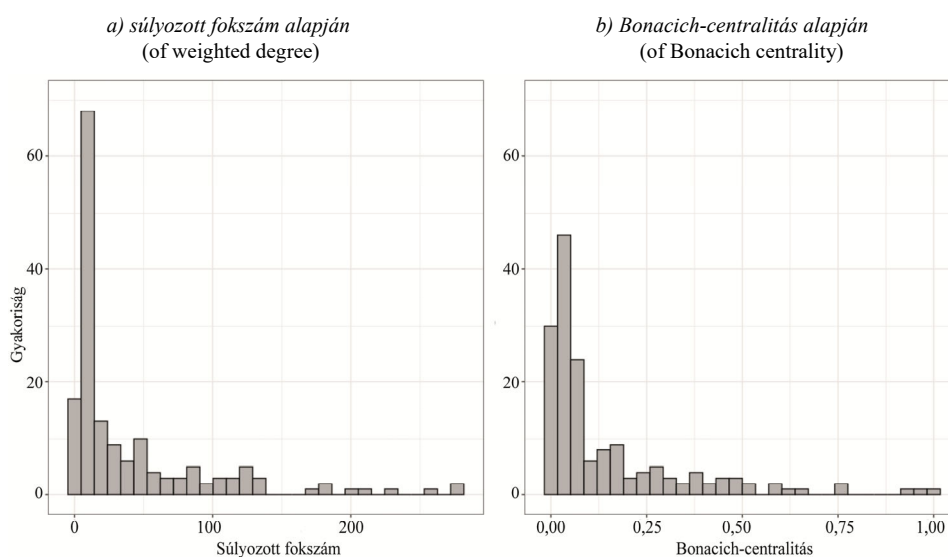 a) súlyozott fokszám alapján
(of weighted degree)
b) Bonacich-centralitás alapján
(of Bonacich centrality)
Gyakoriság
60
40
20
0
0
100
200
Súlyozott fokszám
60
40
20
0
0,00
0,25
0,50
0,75
1,00
Bonacich-centralitás